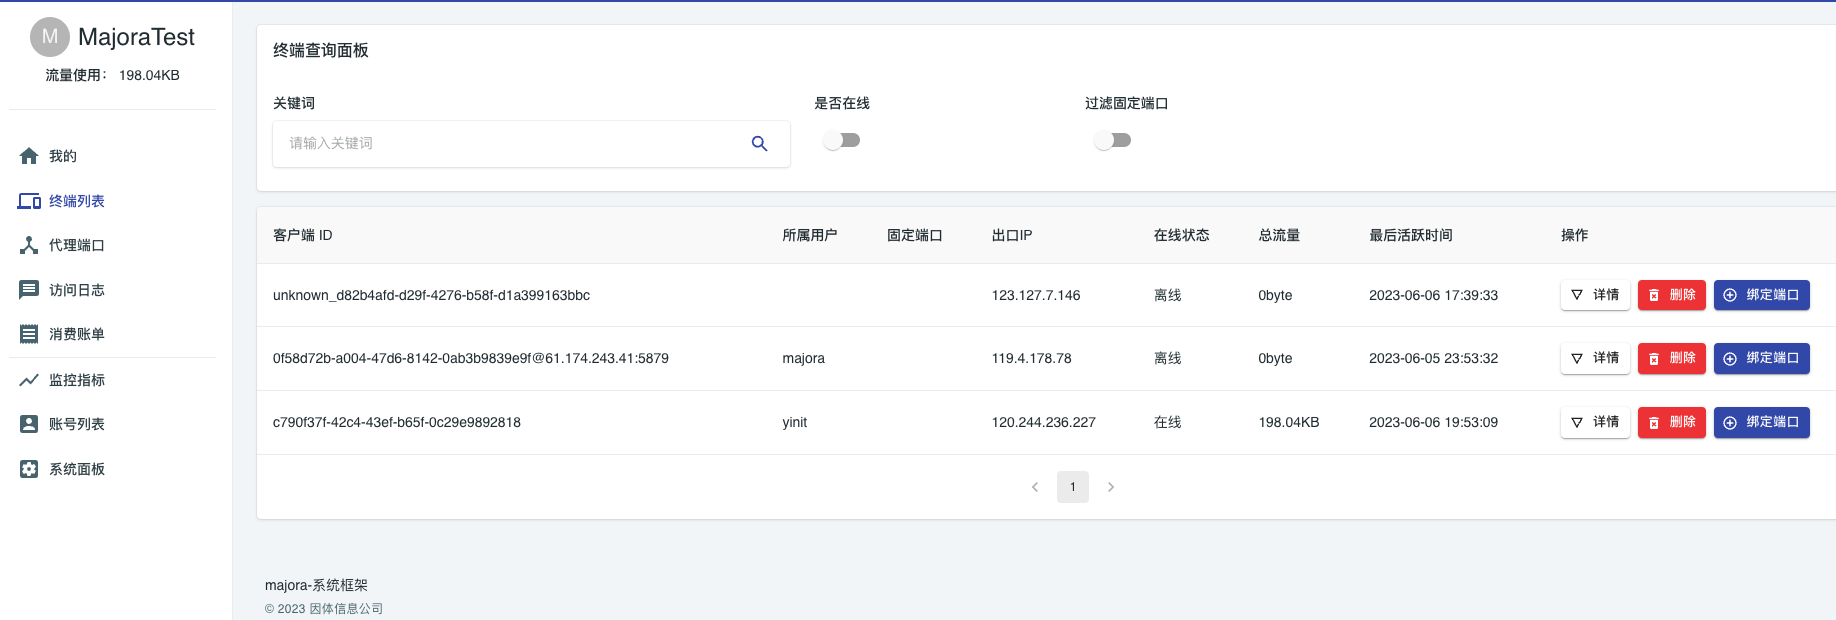 M MajoraTest
流量使用： 198.04KB
我的
终端列表
代理端口
访问日志
消费账单
监控指标
账号列表
系统面板
终端查询面板
关键词 是否在线 过滤固定端口
请输入关键词
客户端 ID 所属用户 固定端口 出口IP 在线状态 总流量 最后活跃时间 操作
unknown_d82b4afd-d29f-4276-b58f-d1a399163bbc 123.127.7.146 离线 0byte 2023-06-06 17:39:33 详情 删除 绑定端口
0f58d72b-a004-47d6-8142-0ab3b9839e9f@61.174.243.41:5879 majora 119.4.178.78 离线 0byte 2023-06-05 23:53:32 详情 删除 绑定端口
c790f37f-42c4-43ef-b65f-0c29e9892818 yinit 120.244.236.227 在线 198.04KB 2023-06-06 19:53:09 详情 删除 绑定端口
1
majora-系统框架
© 2023 因体信息公司